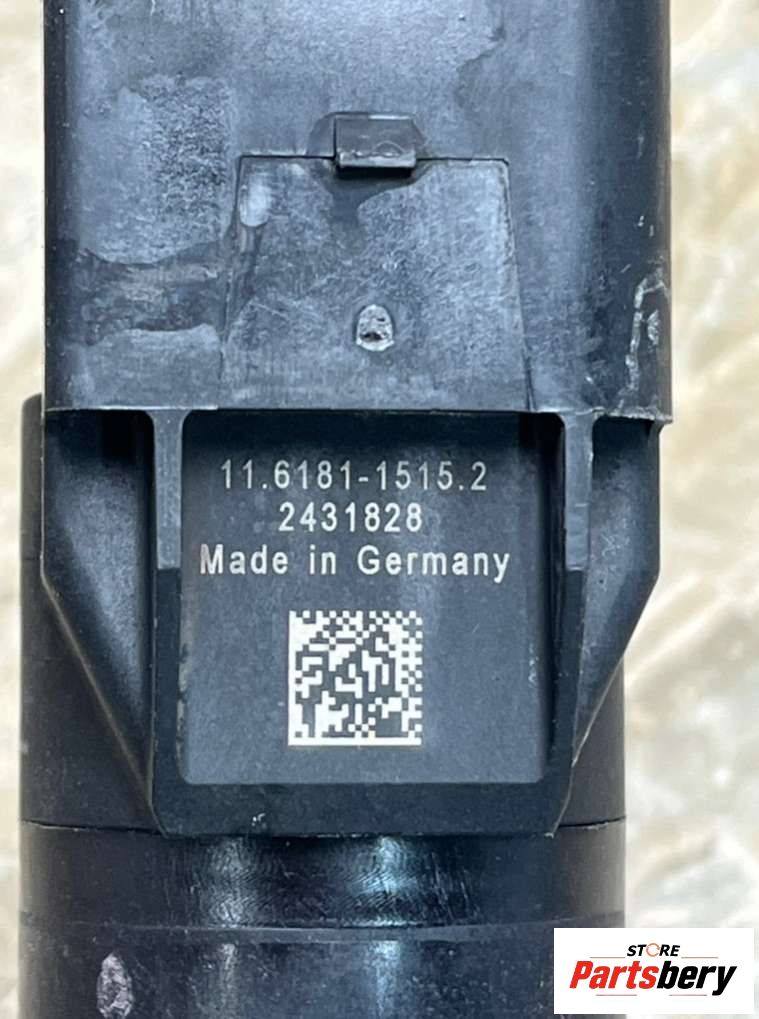 11.6181-1515.2
2431828
Made in Germany
STORE
Partsbery